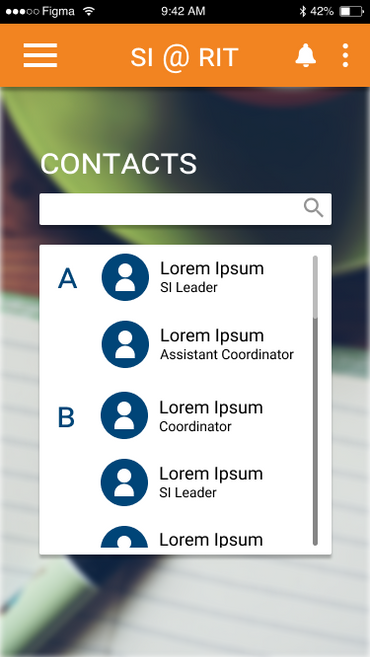 Figma 9:42 AM 42%
SI @ RIT
CONTACTS
A
Lorem Ipsum
SI Leader
Lorem Ipsum
Assistant Coordinator
B
Lorem Ipsum
Coordinator
Lorem Ipsum
SI Leader
Lorem Ipsum